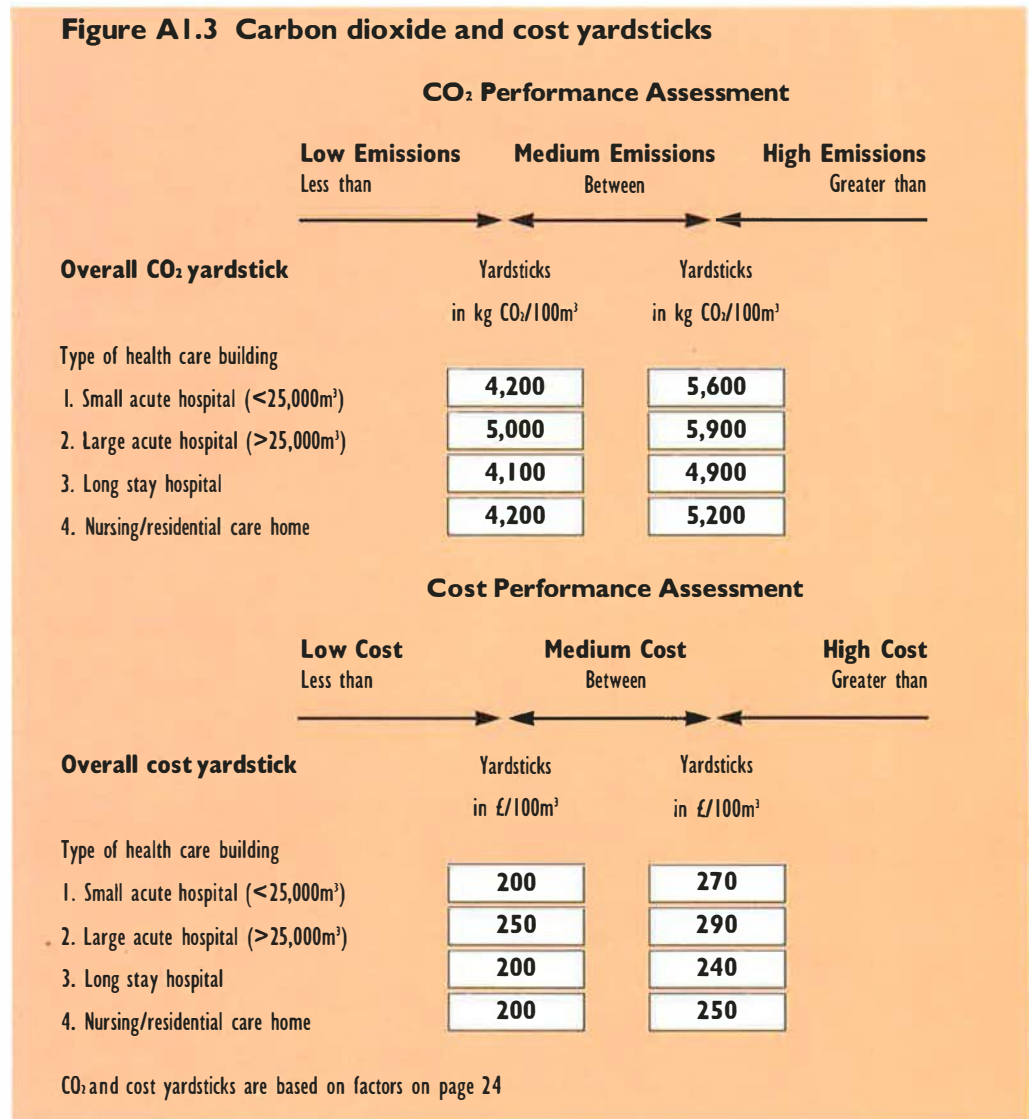 Figure A1.3 Carbon dioxide and cost yardsticks
CO₂ Performance Assessment
Low Emissions Medium Emissions High Emissions
Less than Between Greater than
Overall CO₂ yardstick Yardsticks Yardsticks
in kg CO₂/100m³ in kg CO₂/100m³
Type of health care building
1. Small acute hospital (<25,000m³) 4,200 5,600
2. Large acute hospital (>25,000m³) 5,000 5,900
3. Long stay hospital 4,100 4,900
4. Nursing/residential care home 4,200 5,200
Cost Performance Assessment
Low Cost Medium Cost High Cost
Less than Between Greater than
Overall cost yardstick Yardsticks Yardsticks
in £/100m³ in £/100m³
Type of health care building
1. Small acute hospital (<25,000m³) 200 270
2. Large acute hospital (>25,000m³) 250 290
3. Long stay hospital 200 240
4. Nursing/residential care home 200 250
CO₂ and cost yardsticks are based on factors on page 24